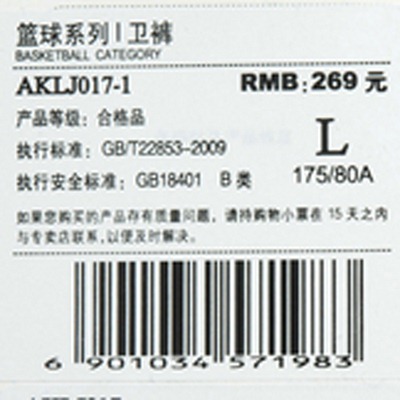 篮球系列 | 卫裤
BASKETBALL CATEGORY
AKLJ017-1 RMB:269 元
产品等级: 合格品
执行标准: GB/T22853-2009
L
执行安全标准: GB18401 B 类
175/80A
如果您购买的产品存有质量问题，请持购物小票在 15 天之内
与专卖店联系,以便及时解决。
6 901034 571983